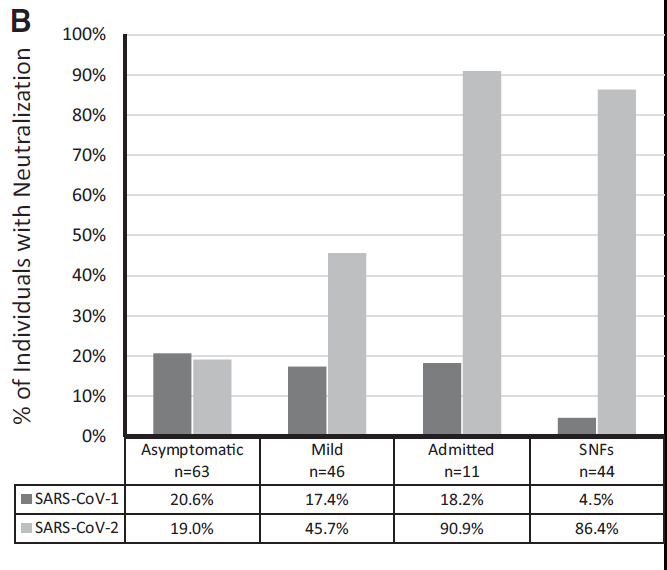 B
% of Individuals with Neutralization
100%
90%
80%
70%
60%
50%
40%
30%
20%
10%
0%
Asymptomatic n=63 Mild n=46 Admitted n=11 SNFs n=44
SARS-CoV-1 20.6% 17.4% 18.2% 4.5%
SARS-CoV-2 19.0% 45.7% 90.9% 86.4%